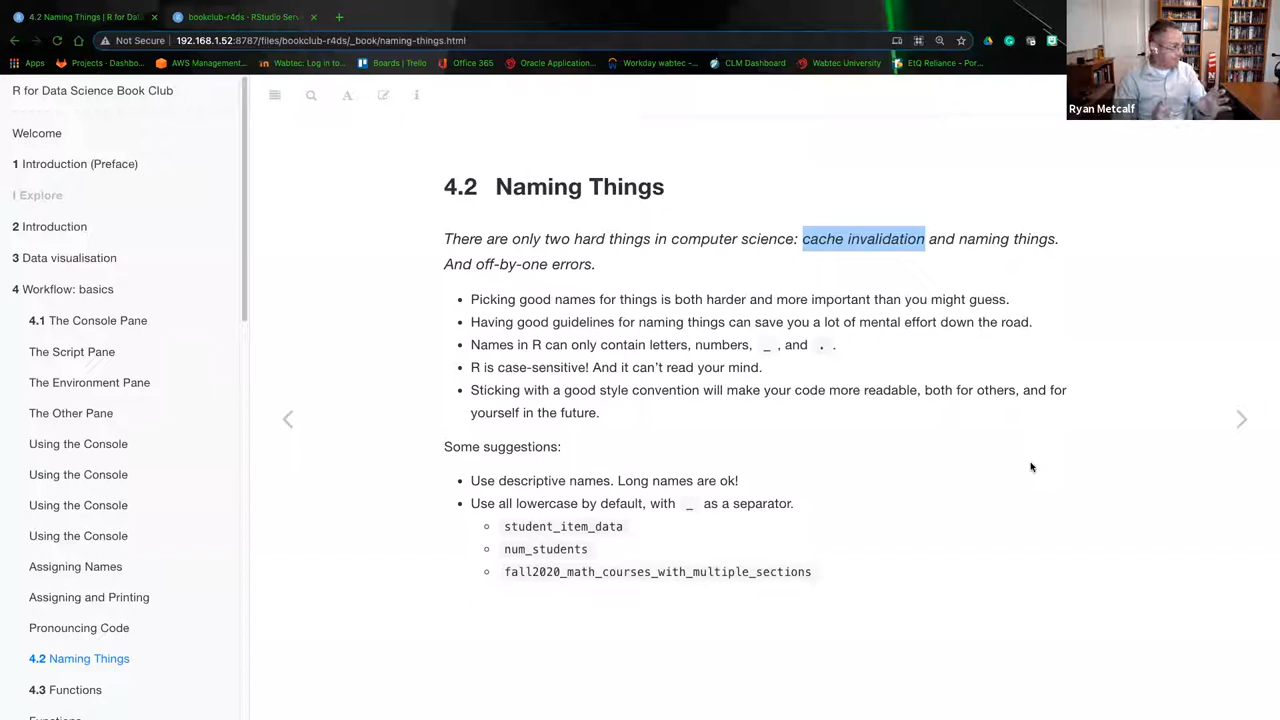 4.2 Naming Things | R for Dat
bookclub-r4ds - RStudio Serv
Not Secure | 192.168.1.52:8787/files/bookclub-r4ds/_book/naming-things.html
Apps
Projects · Dashbo...
AWS Management...
Wabtec: Log in to...
Boards | Trello
Office 365
Oracle Application...
Workday wabtec -...
CLM Dashboard
Wabtec University
EtQ Reliance - Por...
Ryan Metcalf
R for Data Science Book Club
Welcome
1 Introduction (Preface)
I Explore
2 Introduction
3 Data visualisation
4 Workflow: basics
4.1 The Console Pane
The Script Pane
The Environment Pane
The Other Pane
Using the Console
Using the Console
Using the Console
Using the Console
Assigning Names
Assigning and Printing
Pronouncing Code
4.2 Naming Things
4.3 Functions
Functions
4.2 Naming Things
There are only two hard things in computer science: cache invalidation and naming things.
And off-by-one errors.
• Picking good names for things is both harder and more important than you might guess.
• Having good guidelines for naming things can save you a lot of mental effort down the road.
• Names in R can only contain letters, numbers, _ , and . .
• R is case-sensitive! And it can't read your mind.
• Sticking with a good style convention will make your code more readable, both for others, and for
yourself in the future.
Some suggestions:
• Use descriptive names. Long names are ok!
• Use all lowercase by default, with _ as a separator.
student_item_data
num_students
fall2020_math_courses_with_multiple_sections